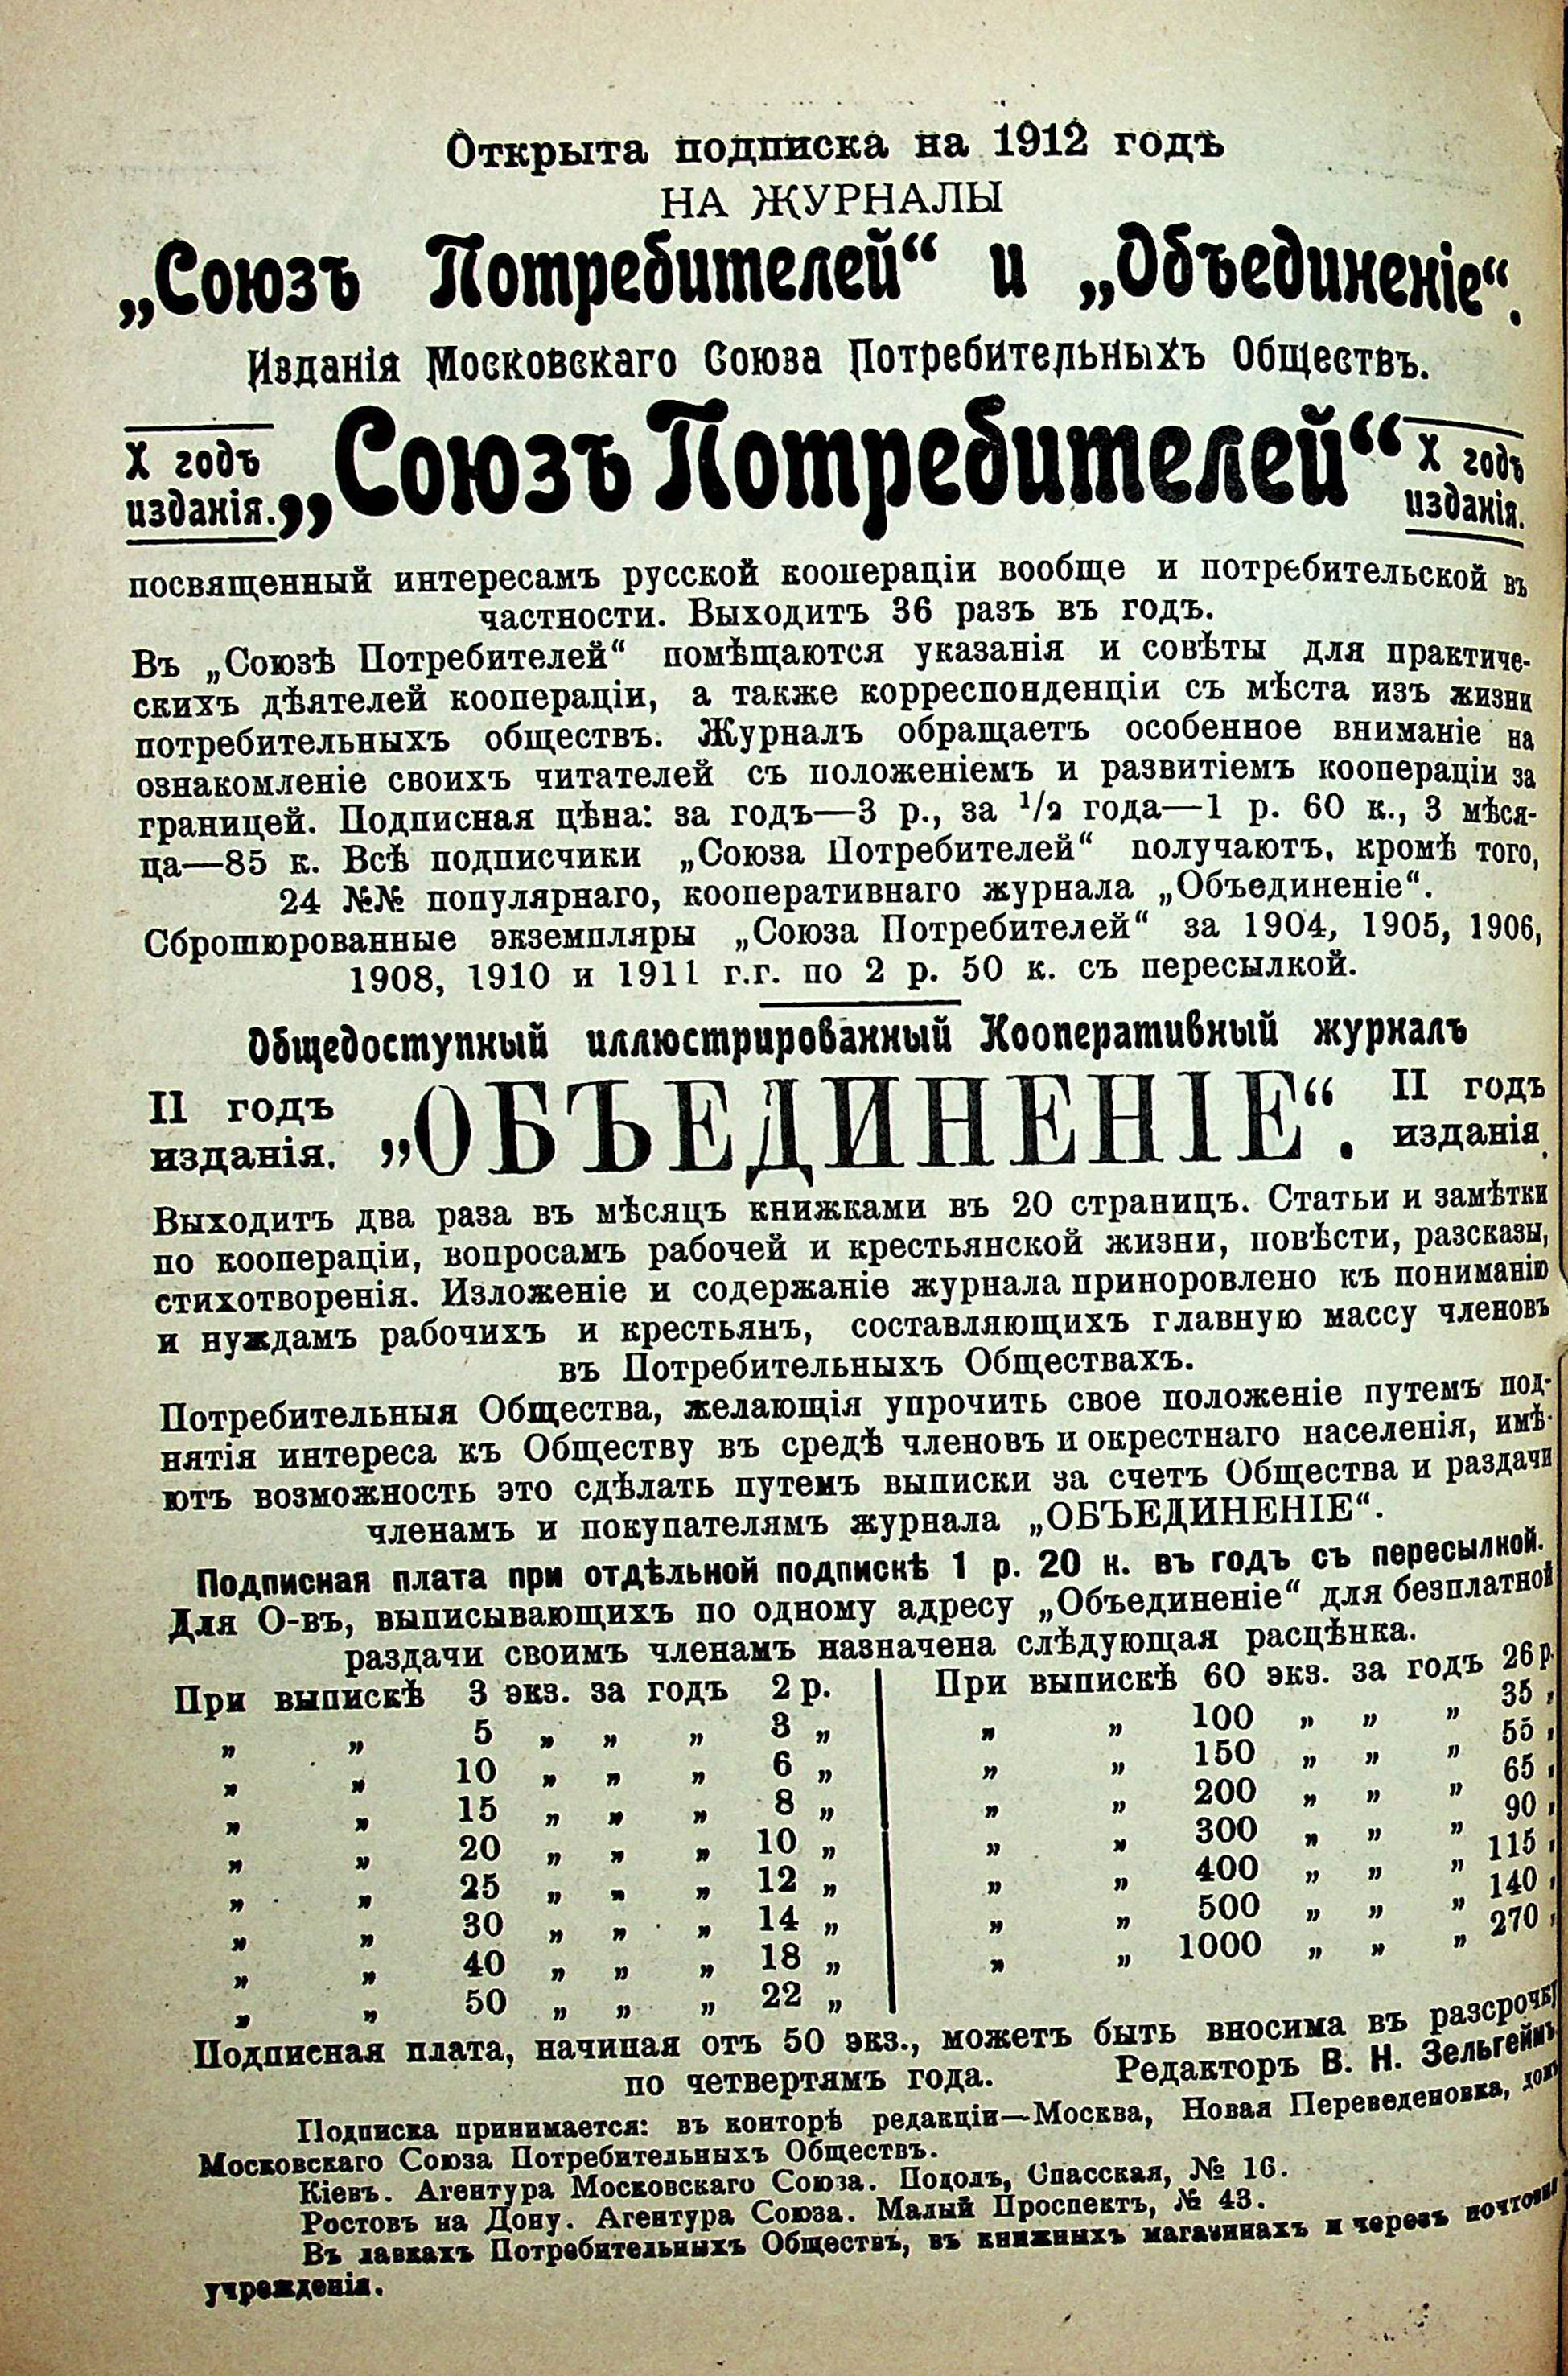 Открыта подписка на 1912 годъ
НА ЖУРНАЛЫ
„Союзъ Потребителей“ и „Объединеніе“.
Изданія Московскаго Союза Потребительныхъ Обществъ.
X годъ
изданія.
„Союзъ Потребителей“
X годъ
изданія.
посвященный интересамъ русской коопераціи вообще и потребительской въ
частности. Выходитъ 36 разъ въ годъ.
Въ „Союзѣ Потребителей“ помѣщаются указанія и совѣты для практиче-
скихъ дѣятелей коопераціи, а также корреспонденціи съ мѣста изъ жизни
потребительныхъ обществъ. Журналъ обращаетъ особенное вниманіе на
ознакомленіе своихъ читателей съ положеніемъ и развитіемъ коопераціи за
границей. Подписная цѣна: за годъ—3 р., за 1/2 года—1 р. 60 к., 3 мѣся-
ца—85 к. Всѣ подписчики „Союза Потребителей“ получаютъ, кромѣ того,
24 №№ популярнаго, кооперативнаго журнала „Объединеніе“.
Сброшюрованные экземпляры „Союза Потребителей“ за 1904, 1905, 1906,
1908, 1910 и 1911 г.г. по 2 р. 50 к. съ пересылкой.
Общедоступный иллюстрированный Кооперативный журналъ
II годъ
изданія.
„ОБЪЕДИНЕНІЕ“.
II годъ
изданія.
Выходитъ два раза въ мѣсяцъ книжками въ 20 страницъ. Статьи и замѣтки
по коопераціи, вопросамъ рабочей и крестьянской жизни, повѣсти, разсказы,
стихотворенія. Изложеніе и содержаніе журнала приноровлено къ пониманію
и нуждамъ рабочихъ и крестьянъ, составляющихъ главную массу членовъ
въ Потребительныхъ Обществахъ.
Потребительныя Общества, желающія упрочить свое положеніе путемъ под-
нятія интереса къ Обществу въ средѣ членовъ и окрестнаго населенія, имѣ-
ютъ возможность это сдѣлать путемъ выписки за счетъ Общества и раздачи
членамъ и покупателямъ журнала „ОБЪЕДИНЕНІЕ“.
Подписная плата при отдѣльной подпискѣ 1 р. 20 к. въ годъ съ пересылкой.
Для О-въ, выписывающихъ по одному адресу „Объединеніе“ для безплатной
раздачи своимъ членамъ назначена слѣдующая расцѣнка.
При выпискѣ 3 экз. за годъ 2 р.
„ „ 5 „ „ „ 3 „
„ „ 10 „ „ „ 6 „
„ „ 15 „ „ „ 8 „
„ „ 20 „ „ „ 10 „
„ „ 25 „ „ „ 12 „
„ „ 30 „ „ „ 14 „
„ „ 40 „ „ „ 18 „
„ „ 50 „ „ „ 22 „
При выпискѣ 60 экз. за годъ 26 р.
„ „ 100 „ „ „ 35 „
„ „ 150 „ „ „ 55 „
„ „ 200 „ „ „ 65 „
„ „ 300 „ „ „ 90 „
„ „ 400 „ „ „ 115 „
„ „ 500 „ „ „ 140 „
„ „ 1000 „ „ „ 270 „
Подписная плата, начиная отъ 50 экз., можетъ быть вносима въ разсрочку
по четвертямъ года. Редакторъ В. Н. Зельгеймъ
Подписка принимается: въ конторѣ редакціи—Москва, Новая Переведеновка, домъ
Московскаго Союза Потребительныхъ Обществъ.
Кіевъ. Агентура Московскаго Союза. Подолъ, Спасская, № 16.
Ростовъ на Дону. Агентура Союза. Малый Проспектъ, № 43.
Въ лавкахъ Потребительныхъ Обществъ, въ книжныхъ магазинахъ и черезъ почтовыя
учрежденія.